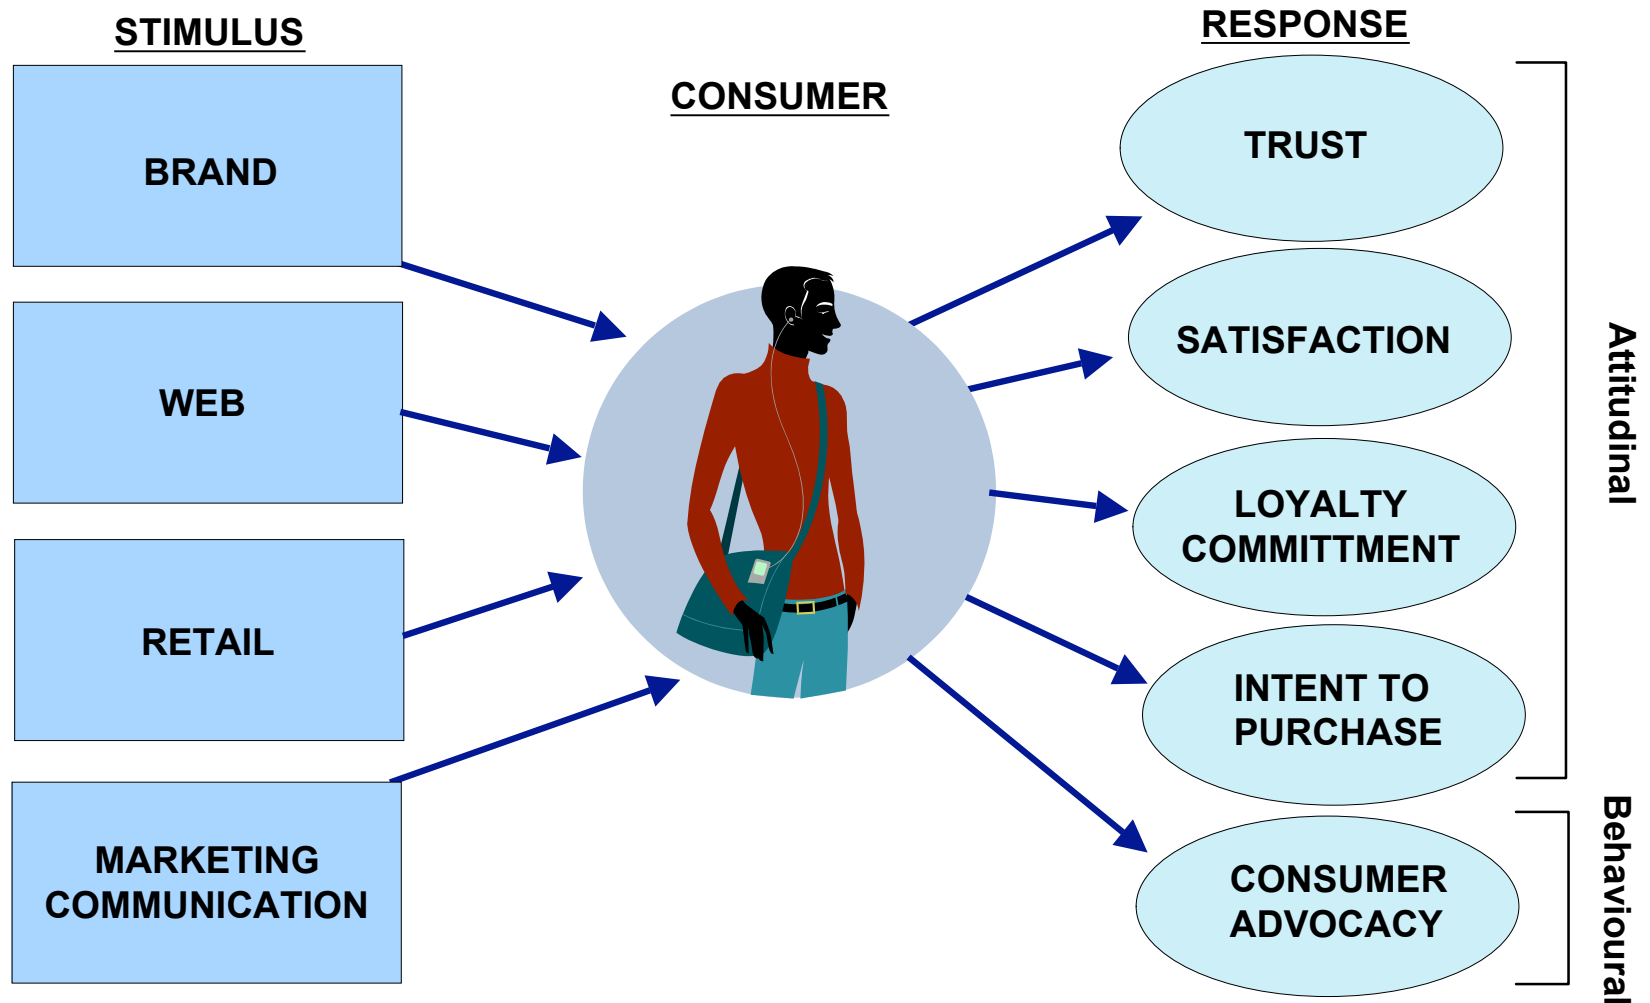 STIMULUS
BRAND
WEB
RETAIL
MARKETING
COMMUNICATION
CONSUMER
RESPONSE
TRUST
SATISFACTION
LOYALTY
COMMITTMENT
INTENT TO
PURCHASE
CONSUMER
ADVOCACY
Attitudinal
Behavioural